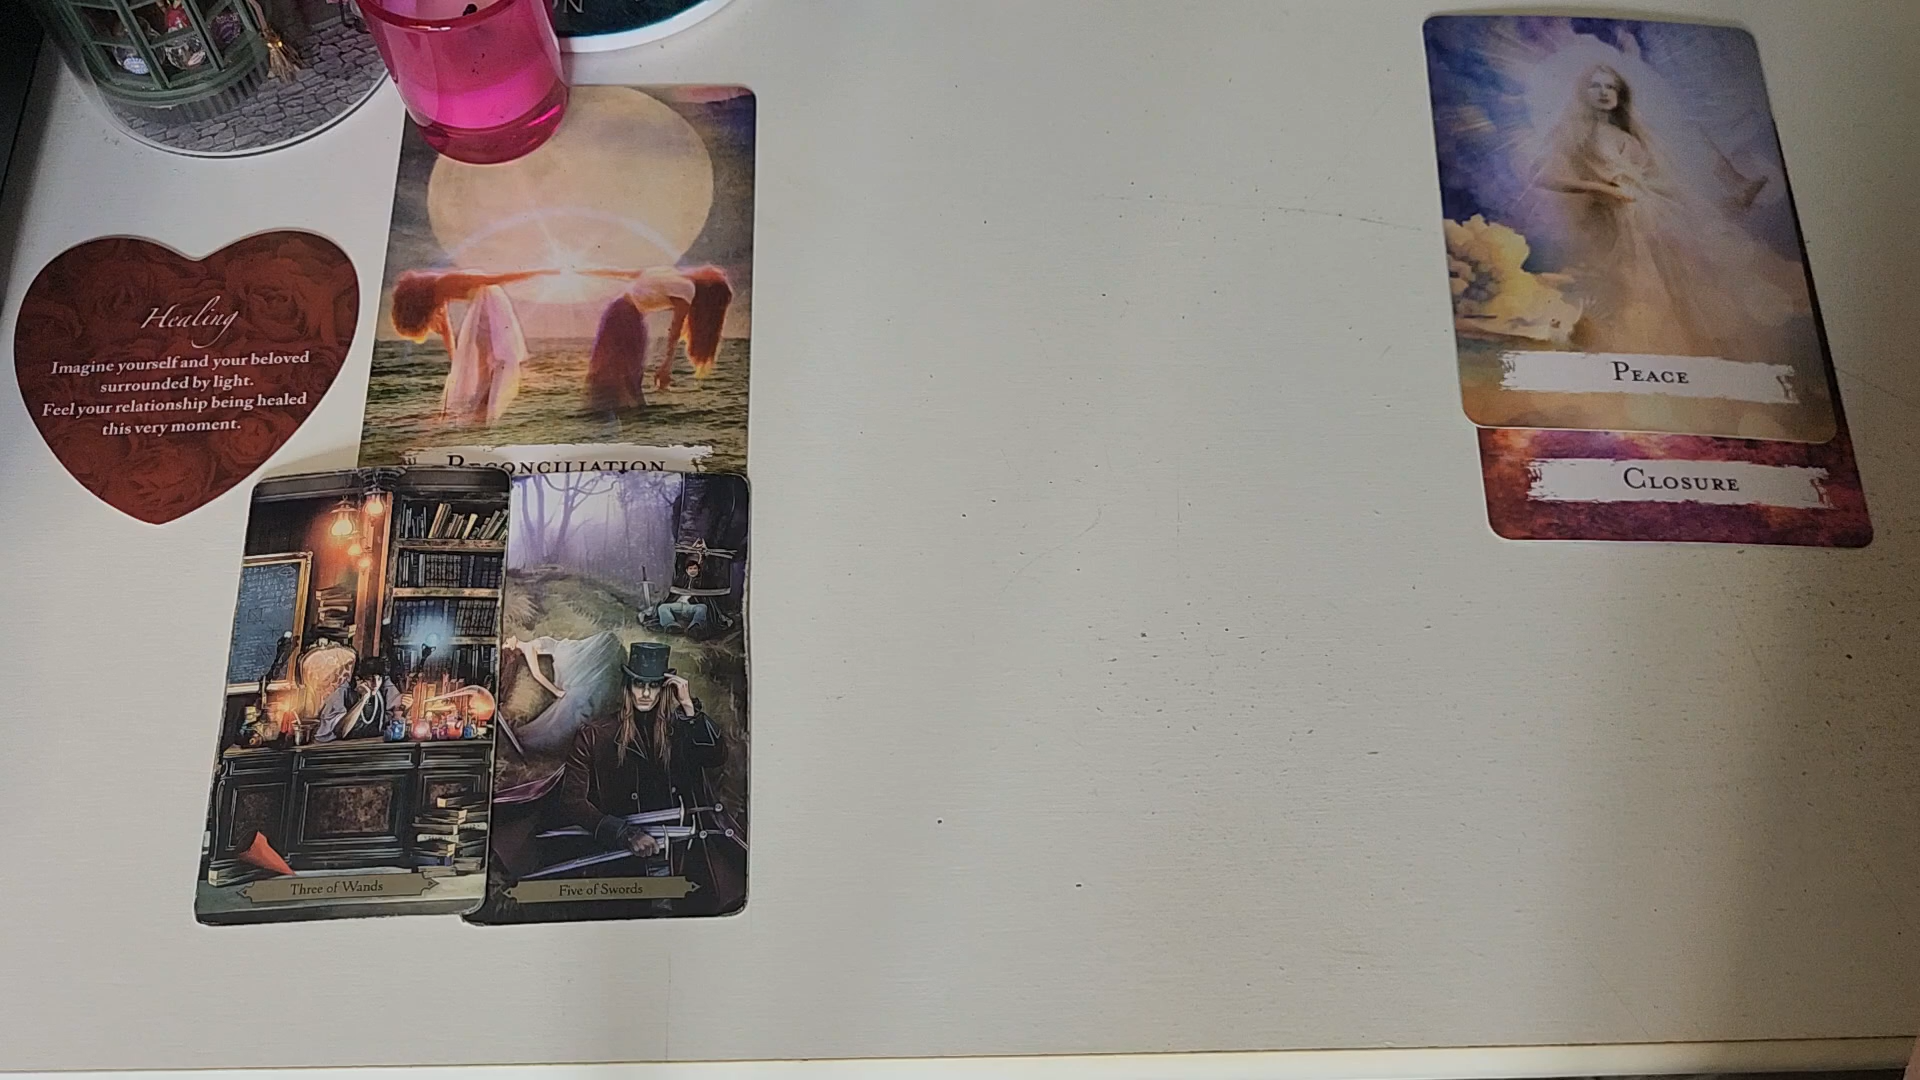 Healing
Imagine yourself and your beloved
surrounded by light.
Feel your relationship being healed
this very moment.
RECONCILIATION
Three of Wands
Five of Swords
PEACE
CLOSURE